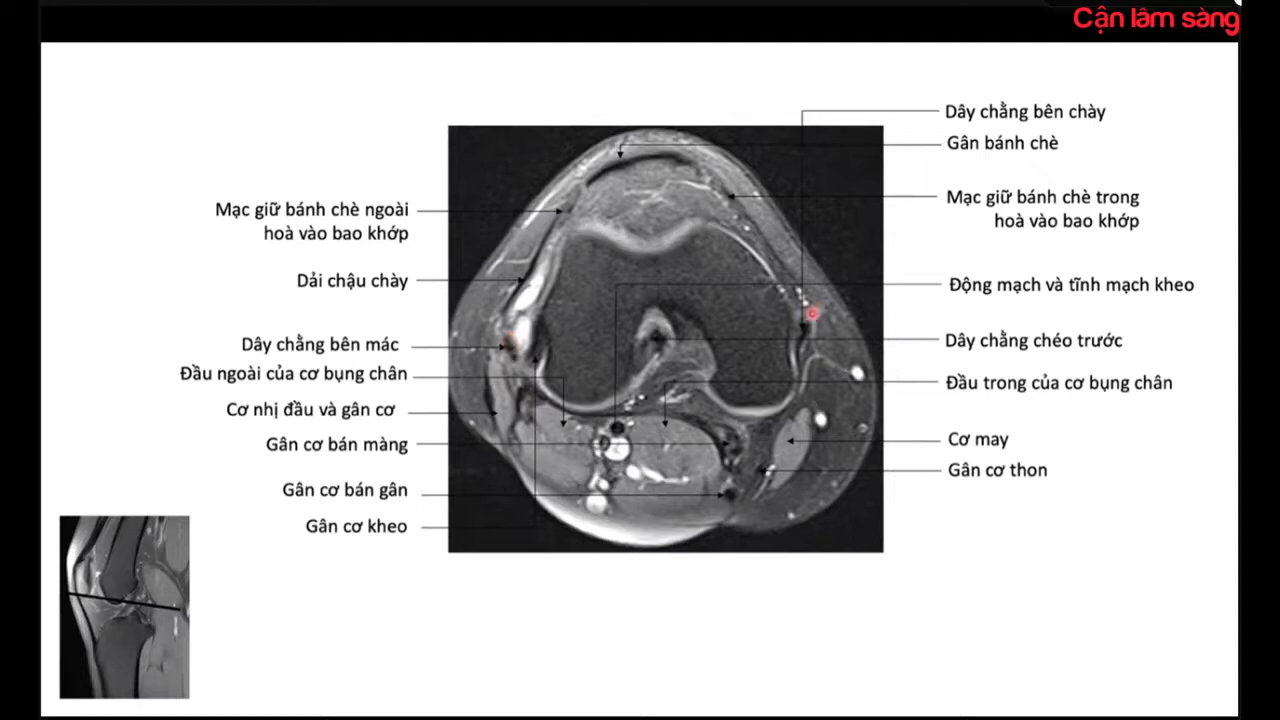 Cận lâm sàng
Dây chằng bên chày
Gân bánh chè
Mạc giữ bánh chè trong
hoà vào bao khớp
Mạc giữ bánh chè ngoài
hoà vào bao khớp
Dải chậu chày
Động mạch và tĩnh mạch kheo
Dây chằng bên mác
Dây chằng chéo trước
Đầu ngoài của cơ bụng chân
Đầu trong của cơ bụng chân
Cơ nhị đầu và gân cơ
Cơ may
Gân cơ bán màng
Gân cơ thon
Gân cơ bán gân
Gân cơ kheo